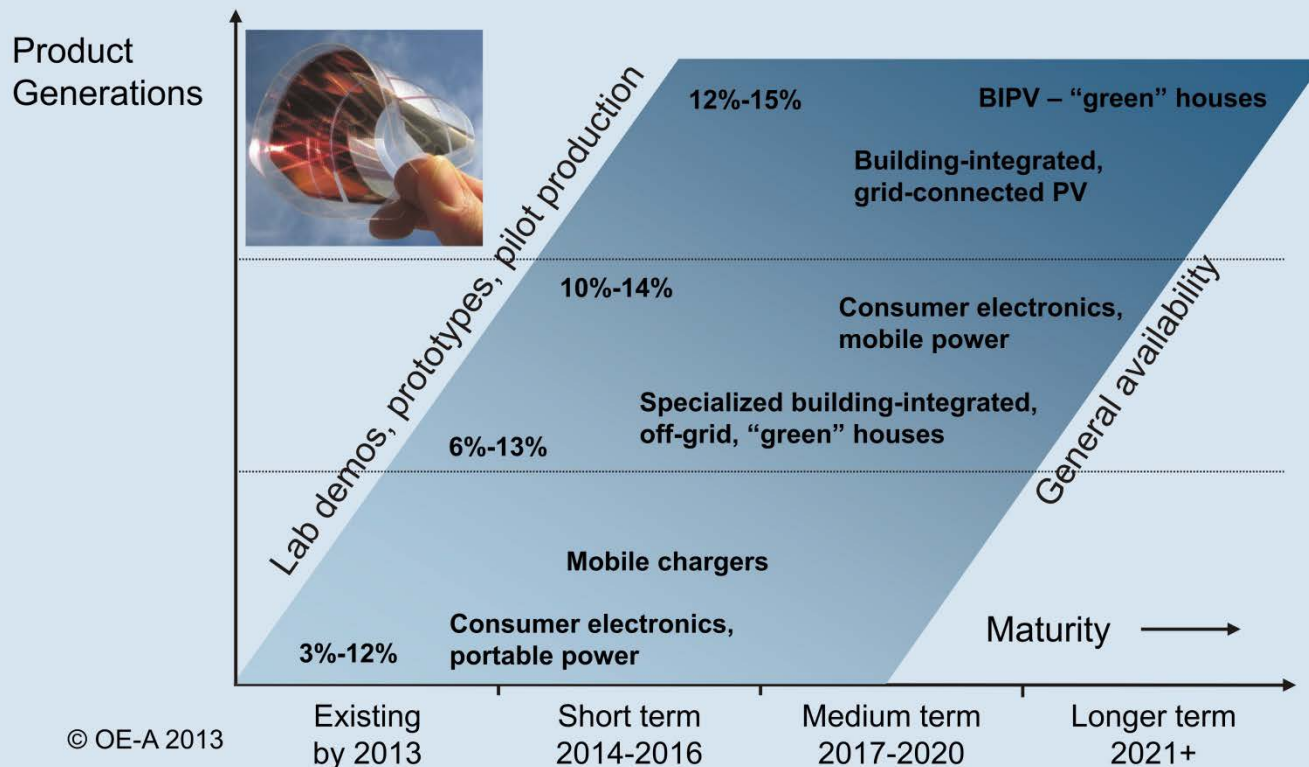 Product
Generations
Lab demos, prototypes, pilot production
12%-15%
BIPV – “green” houses
Building-integrated,
grid-connected PV
10%-14%
Consumer electronics,
mobile power
Specialized building-integrated,
off-grid, “green” houses
6%-13%
General availability
Mobile chargers
Consumer electronics,
portable power
3%-12%
Maturity
Existing
by 2013
Short term
2014-2016
Medium term
2017-2020
Longer term
2021+
© OE-A 2013